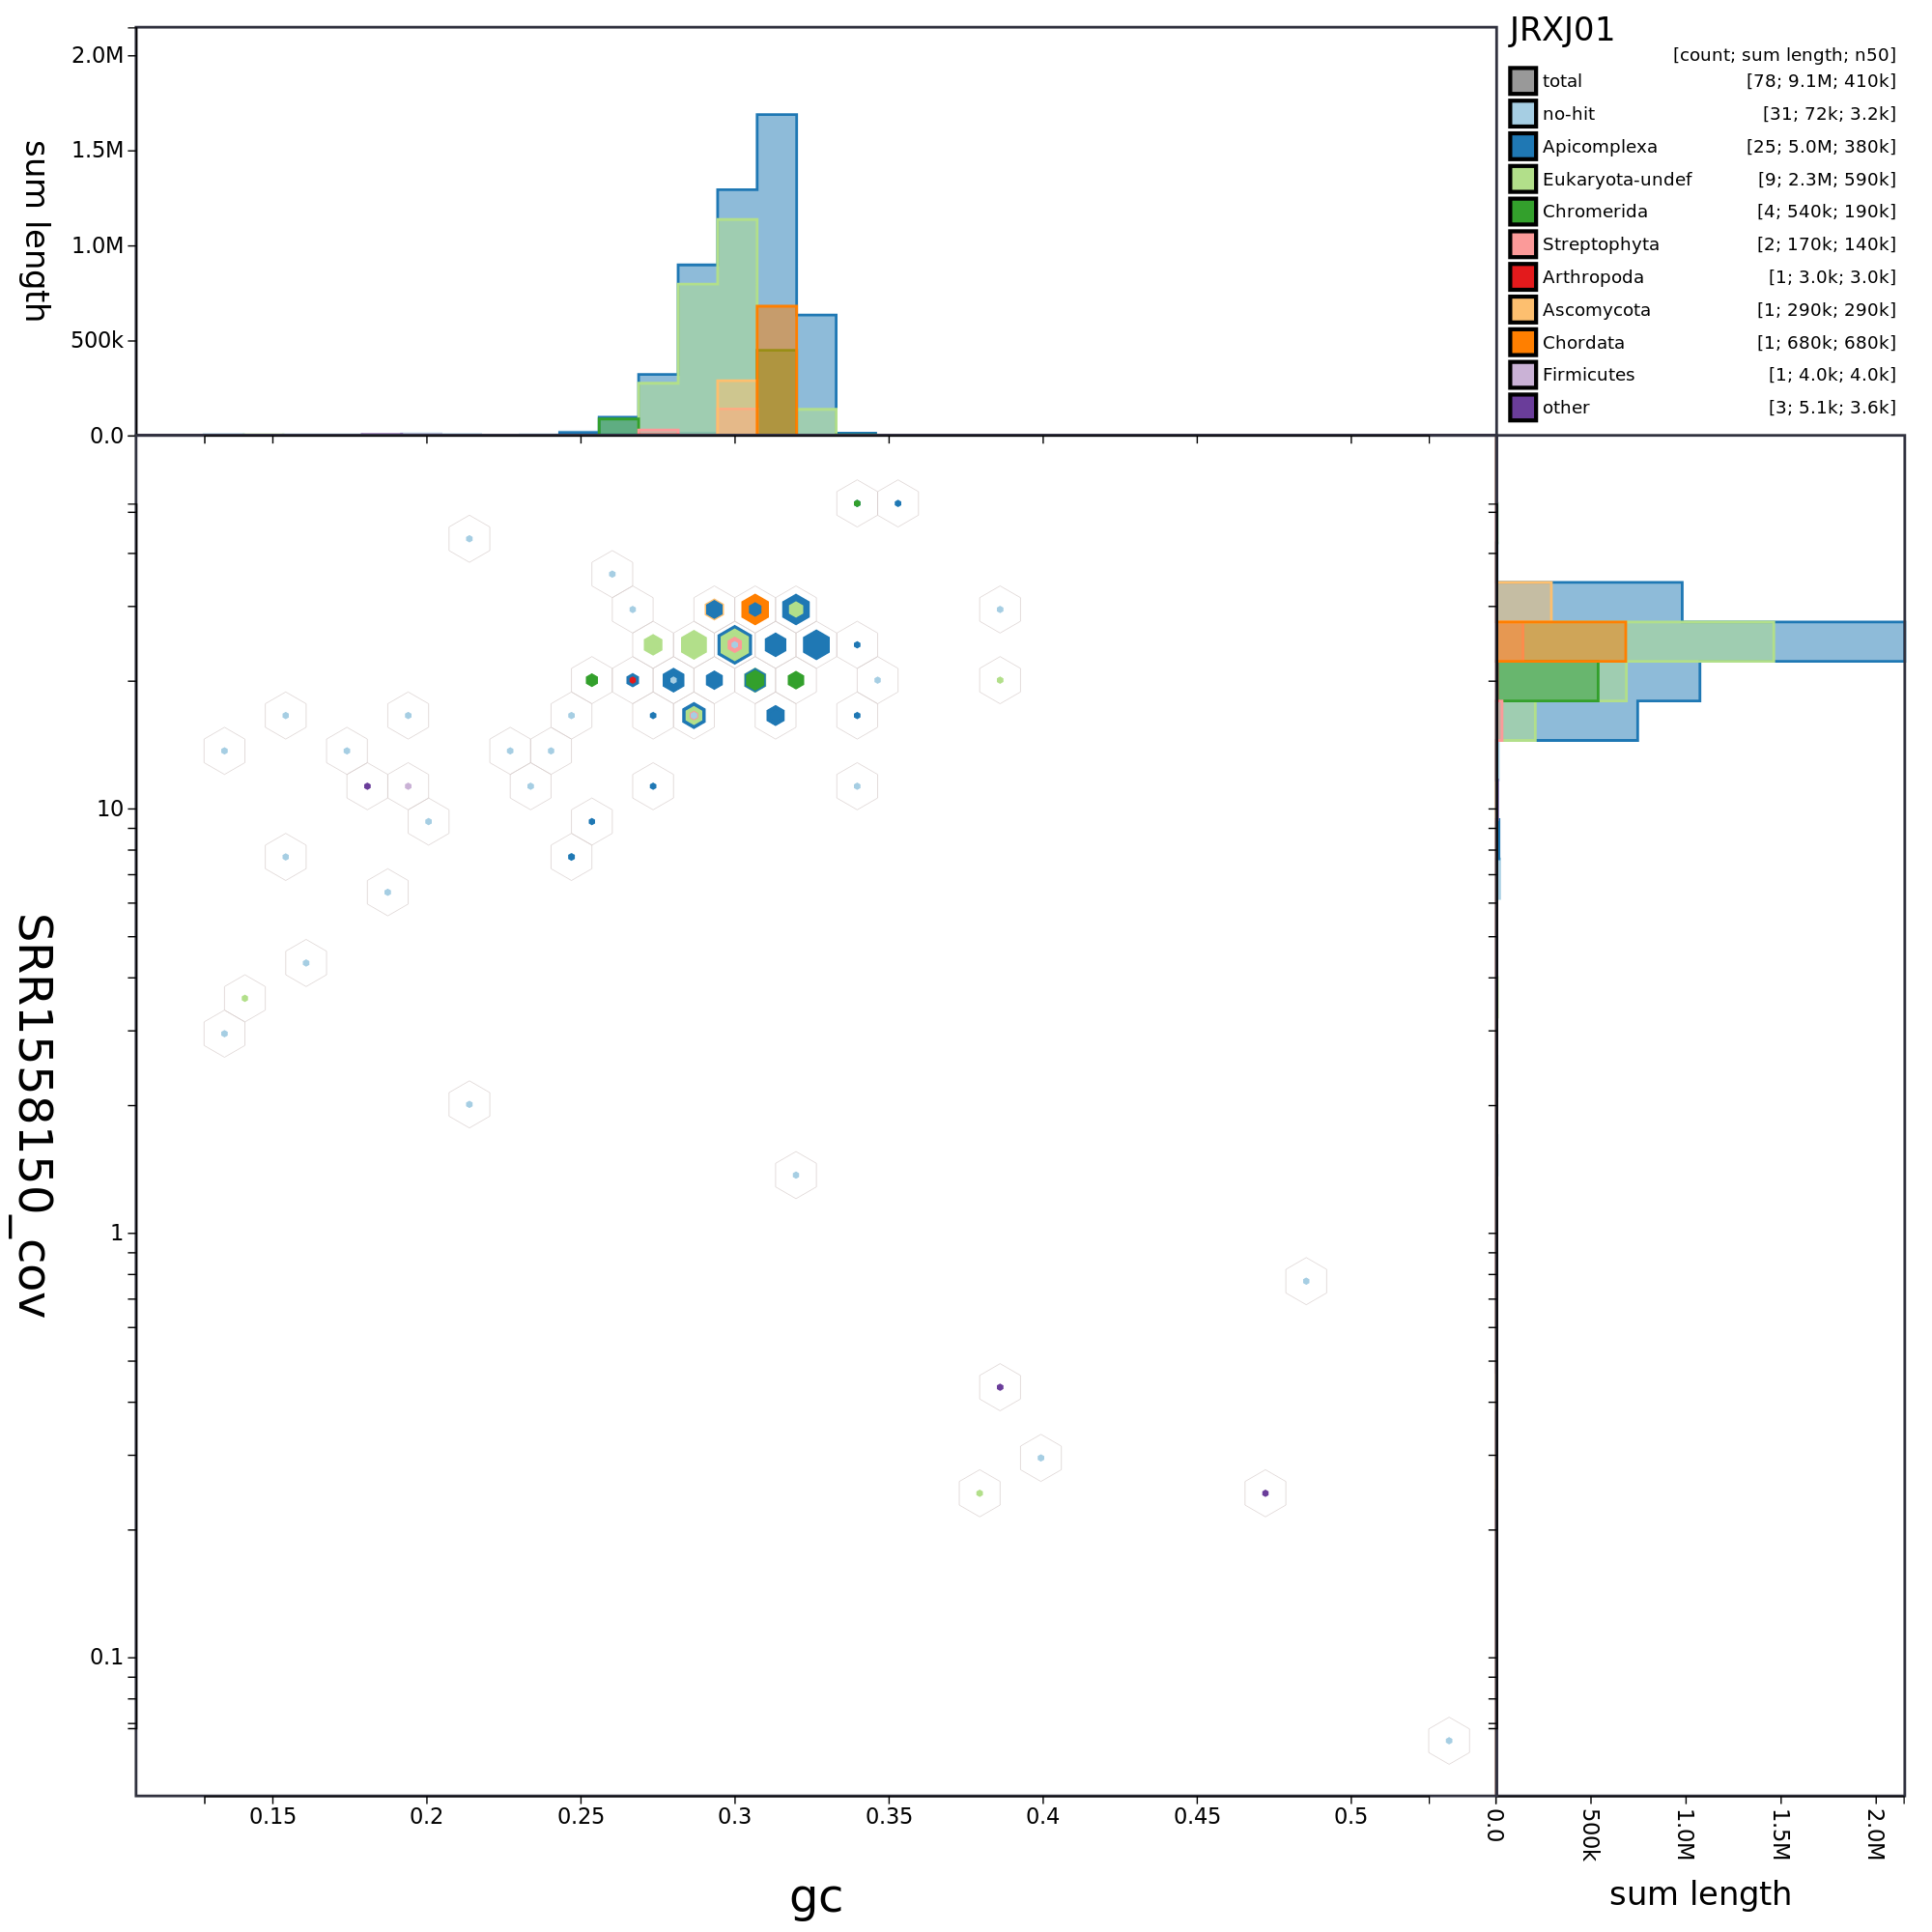 JRXJ01
[count; sum length; n50]
total [78; 9.1M; 410k]
no-hit [31; 72k; 3.2k]
Apicomplexa [25; 5.0M; 380k]
Eukaryota-undef [9; 2.3M; 590k]
Chromerida [4; 540k; 190k]
Streptophyta [2; 170k; 140k]
Arthropoda [1; 3.0k; 3.0k]
Ascomycota [1; 290k; 290k]
Chordata [1; 680k; 680k]
Firmicutes [1; 4.0k; 4.0k]
other [3; 5.1k; 3.6k]
sum length
2.0M
1.5M
1.0M
500k
0.0
SRR1558150_cov
10
1
0.1
0.15 0.2 0.25 0.3 0.35 0.4 0.45 0.5
gc
0.0 500k 1.0M 1.5M 2.0M
sum length